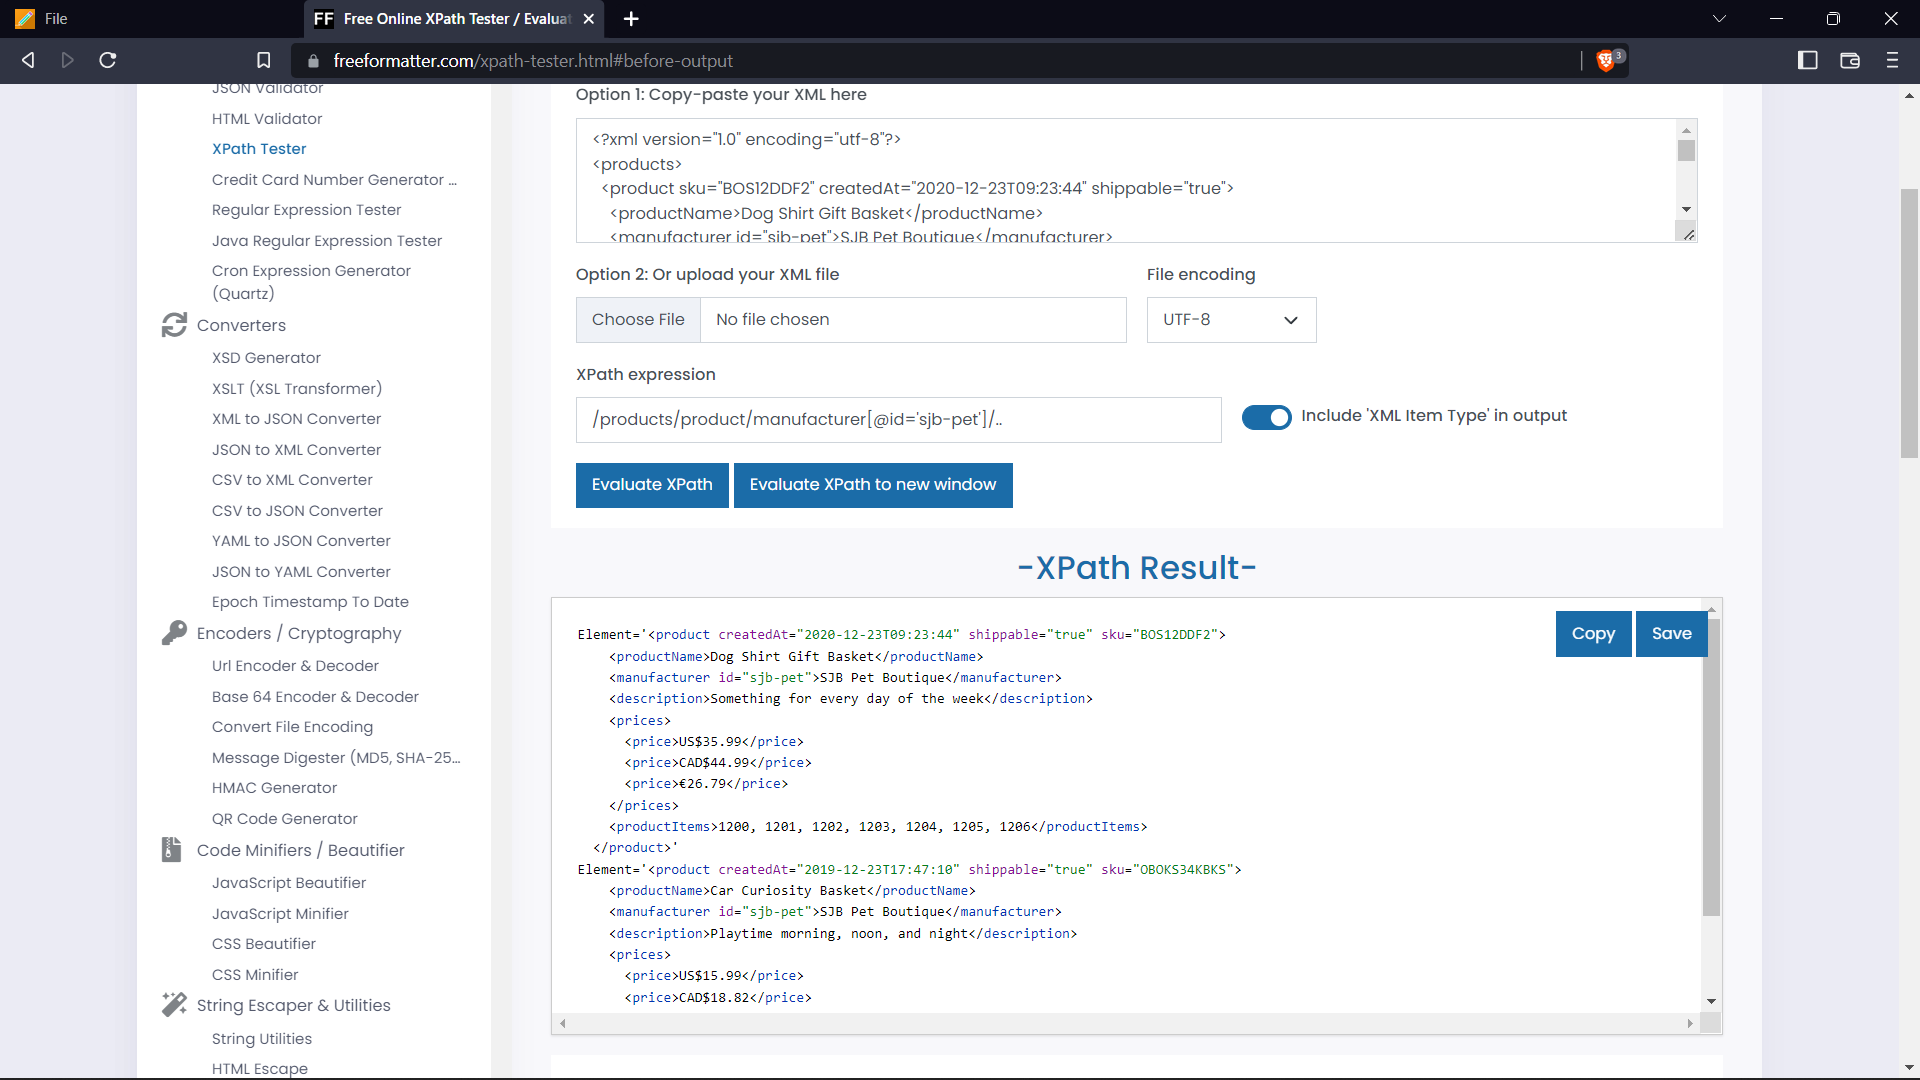 File
FF Free Online XPath Tester / Evaluat
freeformatter.com/xpath-tester.html#before-output
3
JSON Validator
HTML Validator
XPath Tester
Credit Card Number Generator ...
Regular Expression Tester
Java Regular Expression Tester
Cron Expression Generator
(Quartz)
Converters
XSD Generator
XSLT (XSL Transformer)
XML to JSON Converter
JSON to XML Converter
CSV to XML Converter
CSV to JSON Converter
YAML to JSON Converter
JSON to YAML Converter
Epoch Timestamp To Date
Encoders / Cryptography
Url Encoder & Decoder
Base 64 Encoder & Decoder
Convert File Encoding
Message Digester (MD5, SHA-25...
HMAC Generator
QR Code Generator
Code Minifiers / Beautifier
JavaScript Beautifier
JavaScript Minifier
CSS Beautifier
CSS Minifier
String Escaper & Utilities
String Utilities
HTML Escape
Option 1: Copy-paste your XML here
<?xml version="1.0" encoding="utf-8"?>
<products>
<product sku="BOS12DDF2" createdAt="2020-12-23T09:23:44" shippable="true">
<productName>Dog Shirt Gift Basket</productName>
<manufacturer id="sjb-pet">SJB Pet Boutique</manufacturer>
Option 2: Or upload your XML file
File encoding
Choose File No file chosen
UTF-8
XPath expression
/products/product/manufacturer[@id='sjb-pet']/..
Include 'XML Item Type' in output
Evaluate XPath Evaluate XPath to new window
-XPath Result-
Copy Save
Element='<product createdAt="2020-12-23T09:23:44" shippable="true" sku="BOS12DDF2">
<productName>Dog Shirt Gift Basket</productName>
<manufacturer id="sjb-pet">SJB Pet Boutique</manufacturer>
<description>Something for every day of the week</description>
<prices>
<price>US$35.99</price>
<price>CAD$44.99</price>
<price>€26.79</price>
</prices>
<productItems>1200, 1201, 1202, 1203, 1204, 1205, 1206</productItems>
</product>'
Element='<product createdAt="2019-12-23T17:47:10" shippable="true" sku="OBOKS34KBKS">
<productName>Car Curiosity Basket</productName>
<manufacturer id="sjb-pet">SJB Pet Boutique</manufacturer>
<description>Playtime morning, noon, and night</description>
<prices>
<price>US$15.99</price>
<price>CAD$18.82</price>